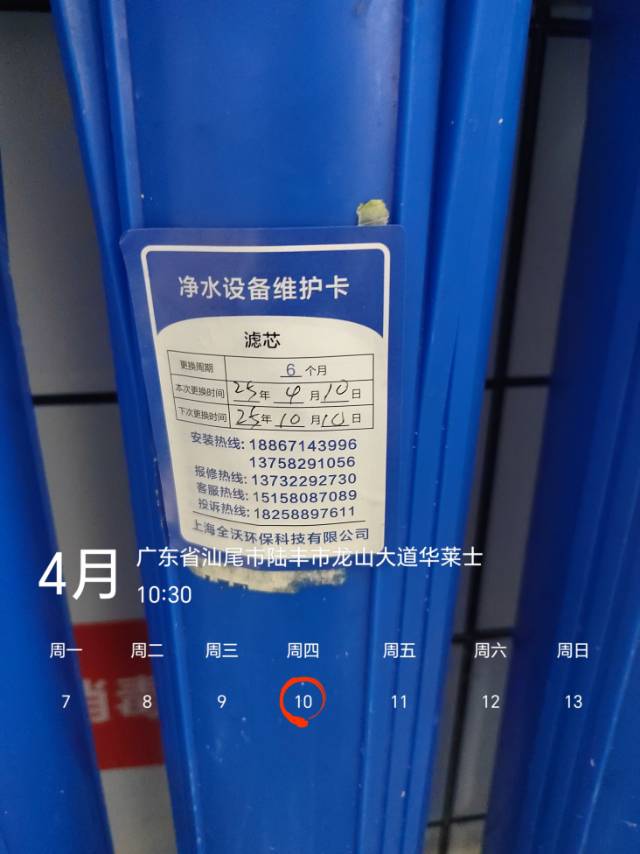 净水设备维护卡
滤芯
更换周期 6 个月
本次更换时间 25 年 4 月 10 日
下次更换时间 25 年 10 月 10 日
安装热线: 18867143996
13758291056
报修热线: 13732292730
客服热线: 15158087089
投诉热线: 18258897611
上海全沃环保科技有限公司
4月 广东省汕尾市陆丰市龙山大道华莱士
10:30
周一 周二 周三 周四 周五 周六 周日
7 8 9 10 11 12 13